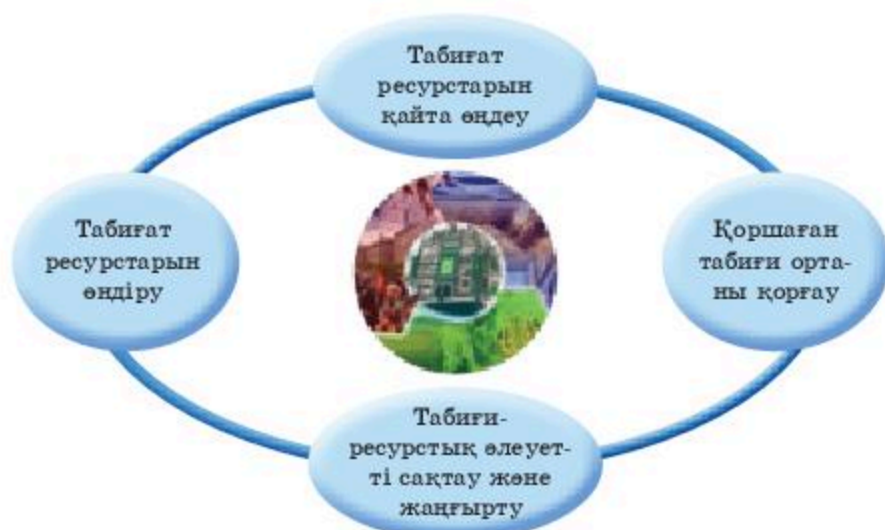 Табиғат
ресурстарын
қайта өңдеу
Табиғат
ресурстарын
өндіру
Қоршаған
табиғи орта-
ны қорғау
Табиғи-
ресурстық әлеует-
ті сақтау және
жаңғырту